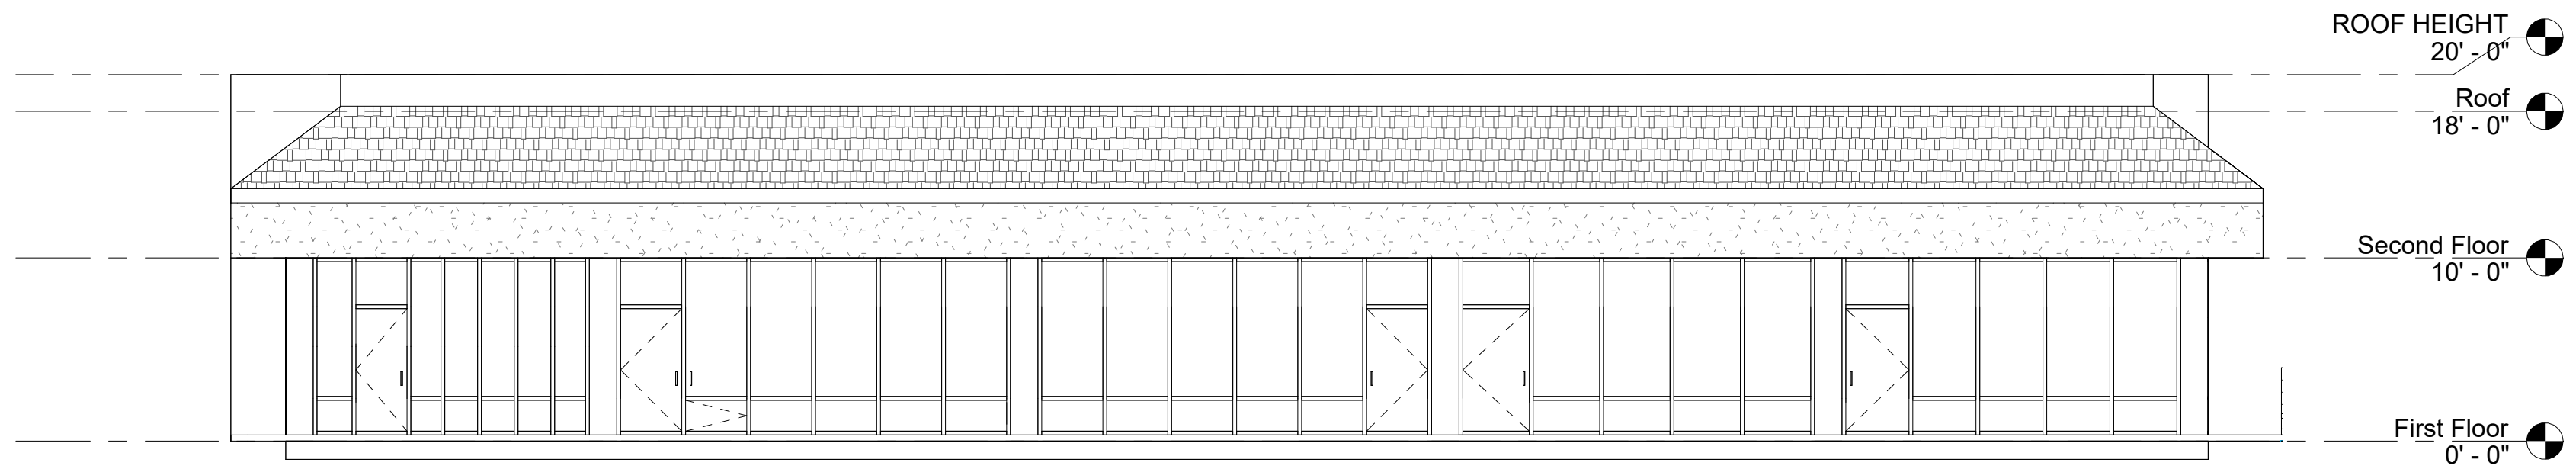 ROOF HEIGHT
20' - 0"
Roof
18' - 0"
Second Floor
10' - 0"
First Floor
0' - 0"